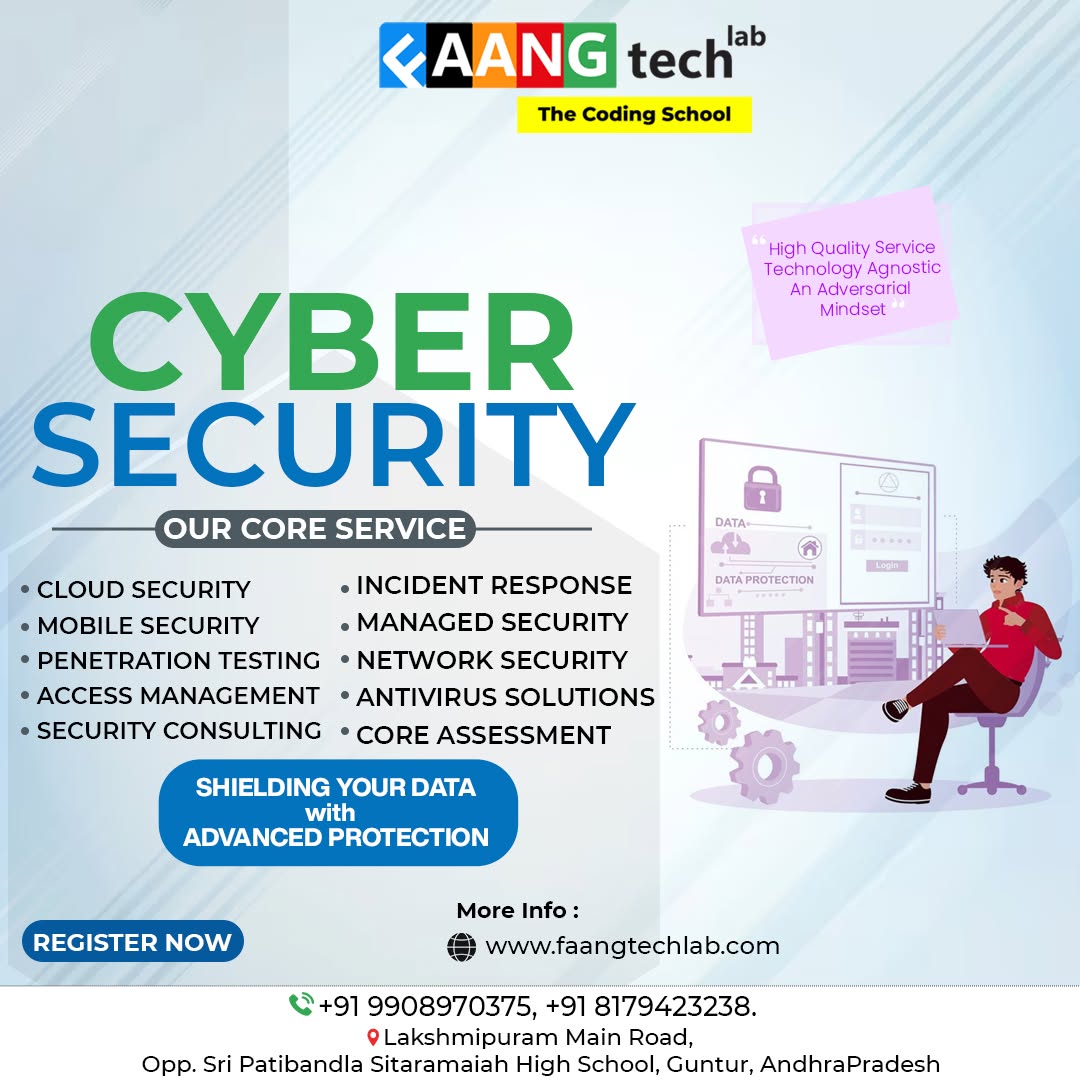 FAANG tech lab
The Coding School
“ High Quality Service
Technology Agnostic
An Adversarial
Mindset “
CYBER
SECURITY
OUR CORE SERVICE
• CLOUD SECURITY
• MOBILE SECURITY
• PENETRATION TESTING
• ACCESS MANAGEMENT
• SECURITY CONSULTING
• INCIDENT RESPONSE
• MANAGED SECURITY
• NETWORK SECURITY
• ANTIVIRUS SOLUTIONS
• CORE ASSESSMENT
DATA
DATA PROTECTION
Login
SHIELDING YOUR DATA
with
ADVANCED PROTECTION
REGISTER NOW
More Info :
www.faangtechlab.com
+91 9908970375, +91 8179423238.
Lakshmipuram Main Road,
Opp. Sri Patibandla Sitaramaiah High School, Guntur, AndhraPradesh